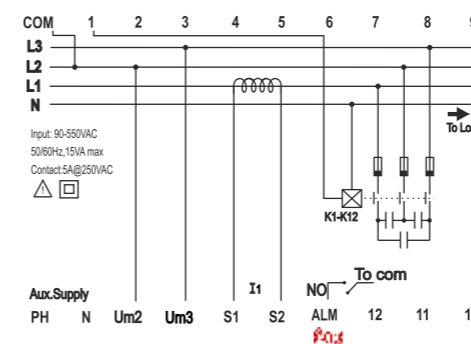 COM 1 2 3 4 5 6 7 8 9
L3
L2
L1
N
To Lo
Input: 90-550VAC
50/60Hz,15VA max
Contact:5A@250VAC
K1-K12
I1
NO To com
Aux.Supply
PH N Um2 Um3 S1 S2 ALM 12 11 1